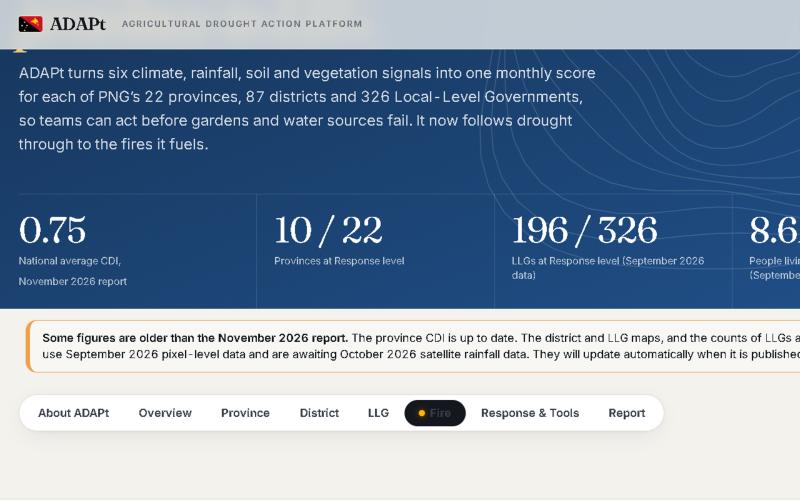 ADAPt AGRICULTURAL DROUGHT ACTION PLATFORM
ADAPt turns six climate, rainfall, soil and vegetation signals into one monthly score
for each of PNG's 22 provinces, 87 districts and 326 Local-Level Governments,
so teams can act before gardens and water sources fail. It now follows drought
through to the fires it fuels.
0.75
National average CDI,
November 2026 report
10 / 22
Provinces at Response level
196 / 326
LLGs at Response level (September 2026
data)
8.6
People
Some figures are older than the November 2026 report. The province CDI is up to date. The district and LLG maps, and the counts of LLGs
use September 2026 pixel-level data and are awaiting October 2026 satellite rainfall data. They will update automatically when it is
About ADAPt Overview Province District LLG Fire Response & Tools Report